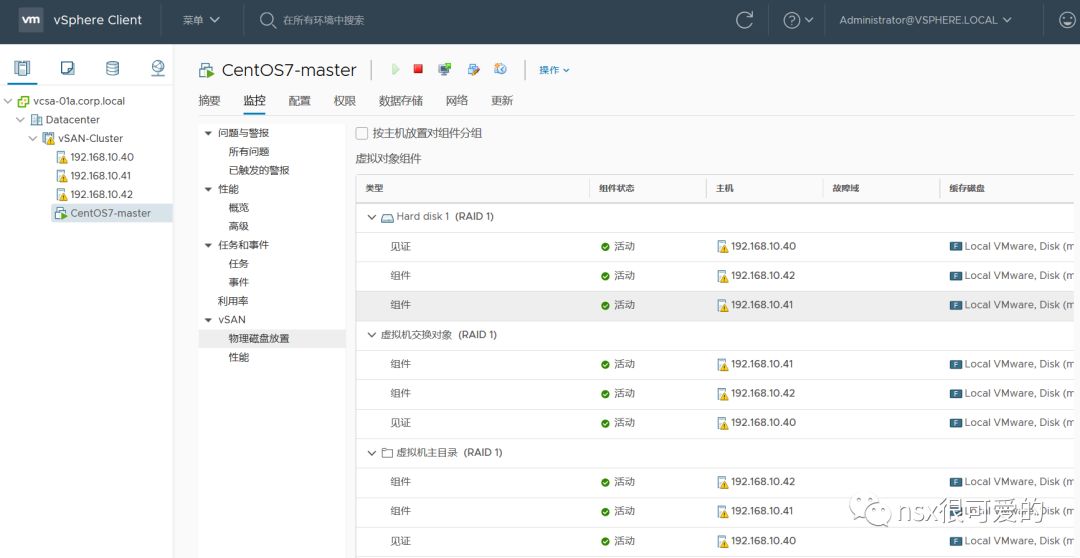 vm vSphere Client 菜单 在所有环境中搜索 Administrator@VSPHERE.LOCAL
vcsa-01a.corp.local
Datacenter
vSAN-Cluster
192.168.10.40
192.168.10.41
192.168.10.42
CentOS7-master
CentOS7-master 操作
摘要 监控 配置 权限 数据存储 网络 更新
问题与警报
所有问题
已触发的警报
性能
概览
高级
任务和事件
任务
事件
利用率
vSAN
物理磁盘放置
性能
按主机放置对组件分组
虚拟对象组件
类型 组件状态 主机 故障域 缓存磁盘
Hard disk 1 (RAID 1)
见证 活动 192.168.10.40 F Local VMware, Disk (m
组件 活动 192.168.10.42 F Local VMware, Disk (m
组件 活动 192.168.10.41 F Local VMware, Disk (m
虚拟机交换对象 (RAID 1)
组件 活动 192.168.10.41 F Local VMware, Disk (m
组件 活动 192.168.10.42 F Local VMware, Disk (m
见证 活动 192.168.10.40 F Local VMware, Disk (m
虚拟机主目录 (RAID 1)
组件 活动 192.168.10.42 F Local VMware, Disk (m
组件 活动 192.168.10.41
见证 活动 192.168.10.40 F Local VMware, Disk (m
nsx很可爱的